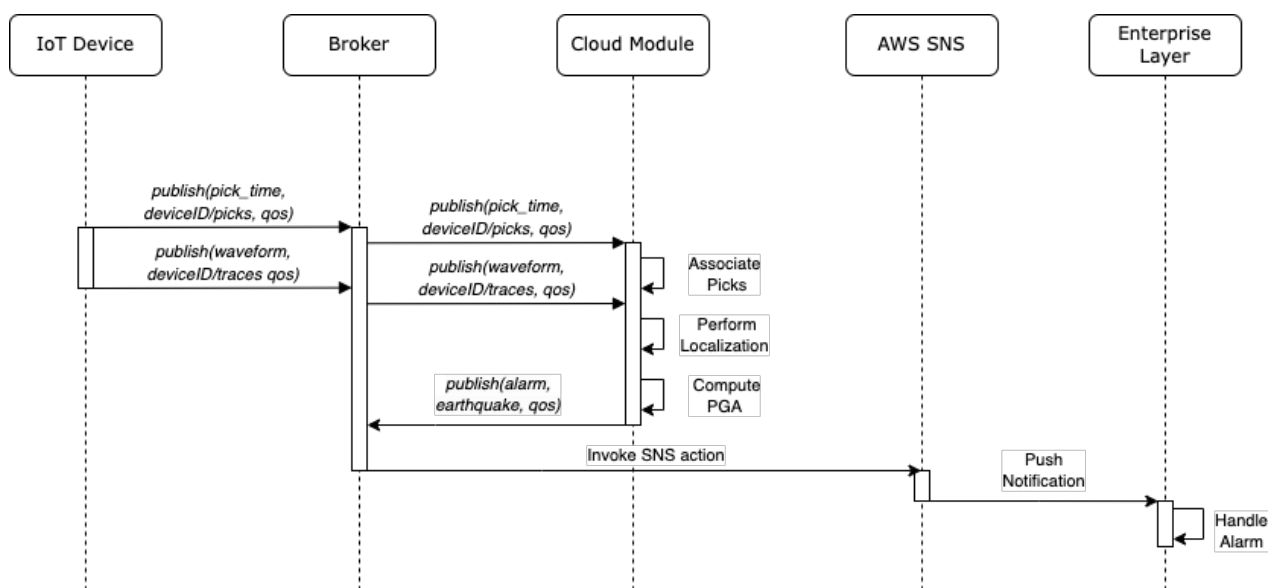 IoT Device
Broker
Cloud Module
AWS SNS
Enterprise
Layer
publish(pick_time,
deviceID/picks, qos)
publish(pick_time,
deviceID/picks, qos)
publish(waveform,
deviceID/traces qos)
publish(waveform,
deviceID/traces, qos)
Associate
Picks
Perform
Localization
publish(alarm,
earthquake, qos)
Compute
PGA
Invoke SNS action
Push
Notification
Handle
Alarm